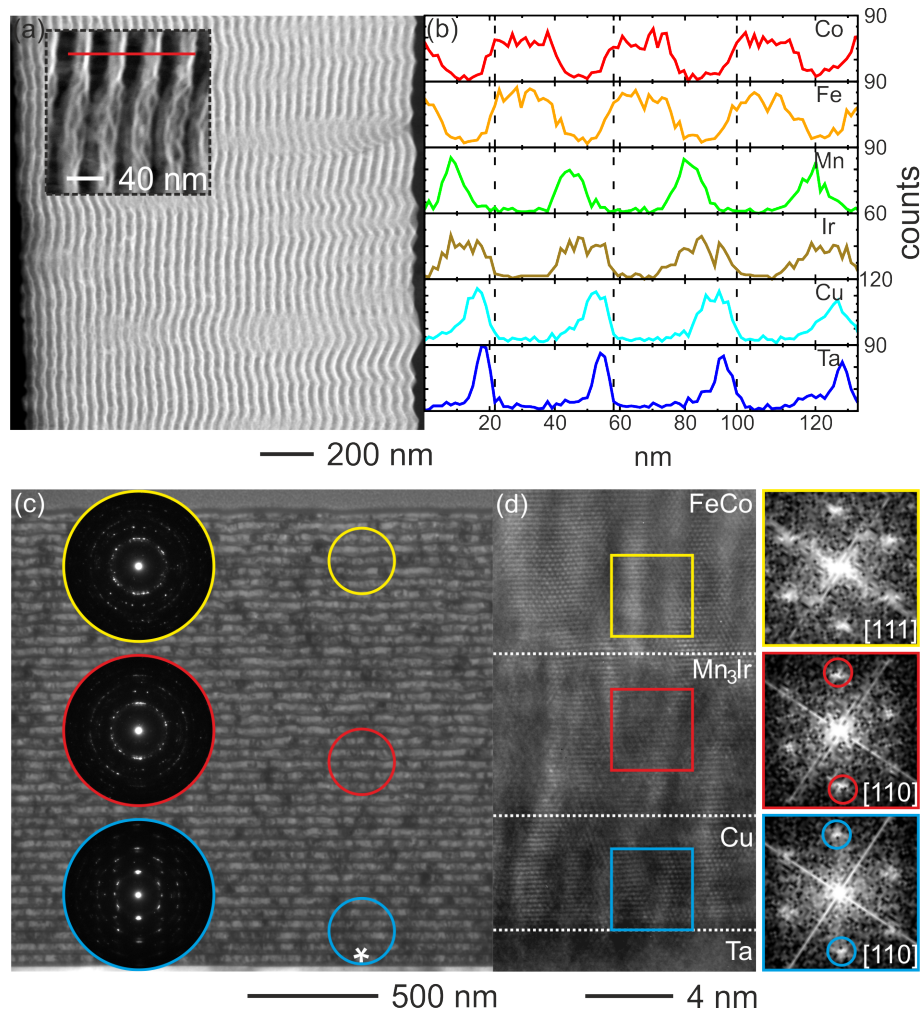 (a)
40 nm
200 nm
(b)
Co
90
90
Fe
90
Mn
60
Ir
120
Cu
90
Ta
counts
20 40 60 80 100 120
nm
(c)
*
500 nm
(d)
FeCo
Mn₃Ir
Cu
Ta
4 nm
[111]
[110]
[110]